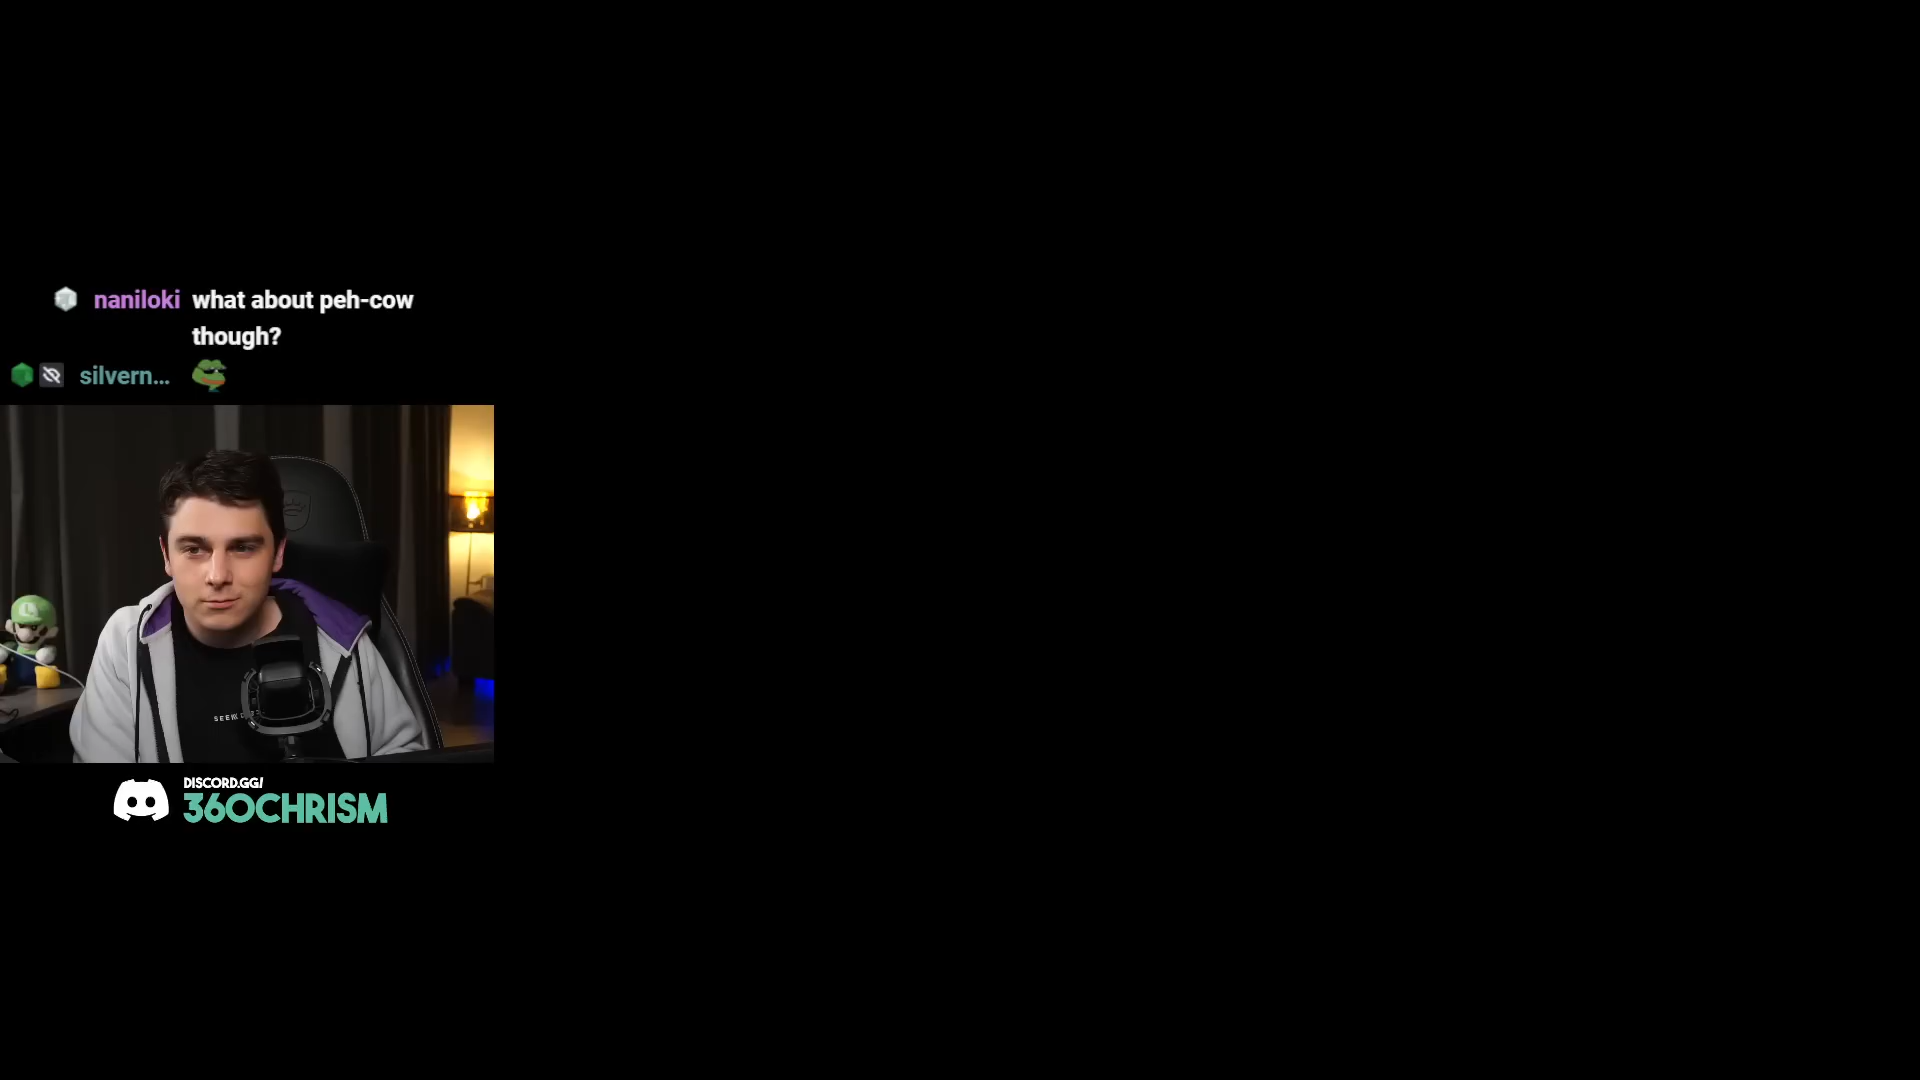 naniloki what about peh-cow
though?
silvern...
DISCORD.GG/
360CHRISM